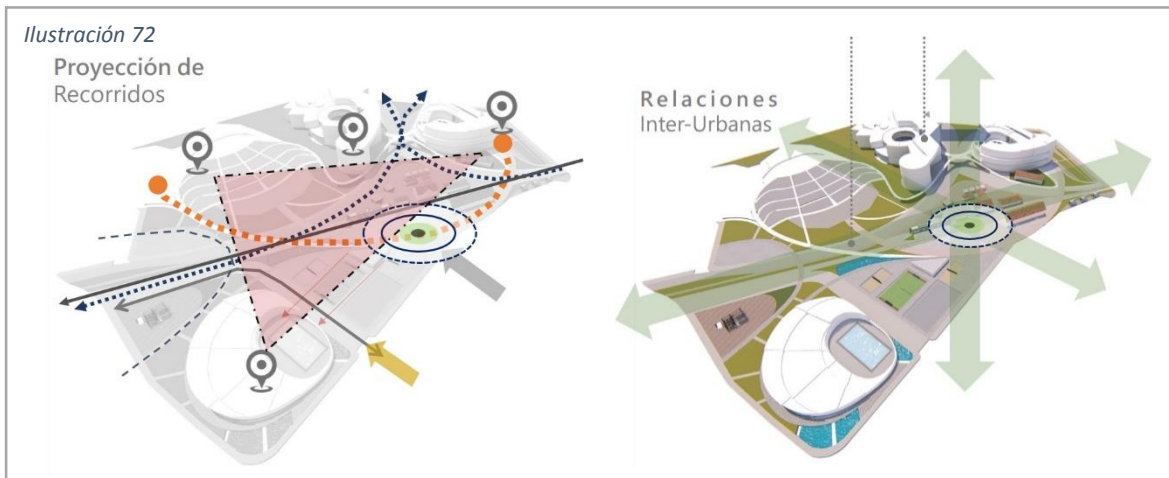 Ilustración 72
Proyección de
Recorridos
Relaciones
Inter-Urbanas